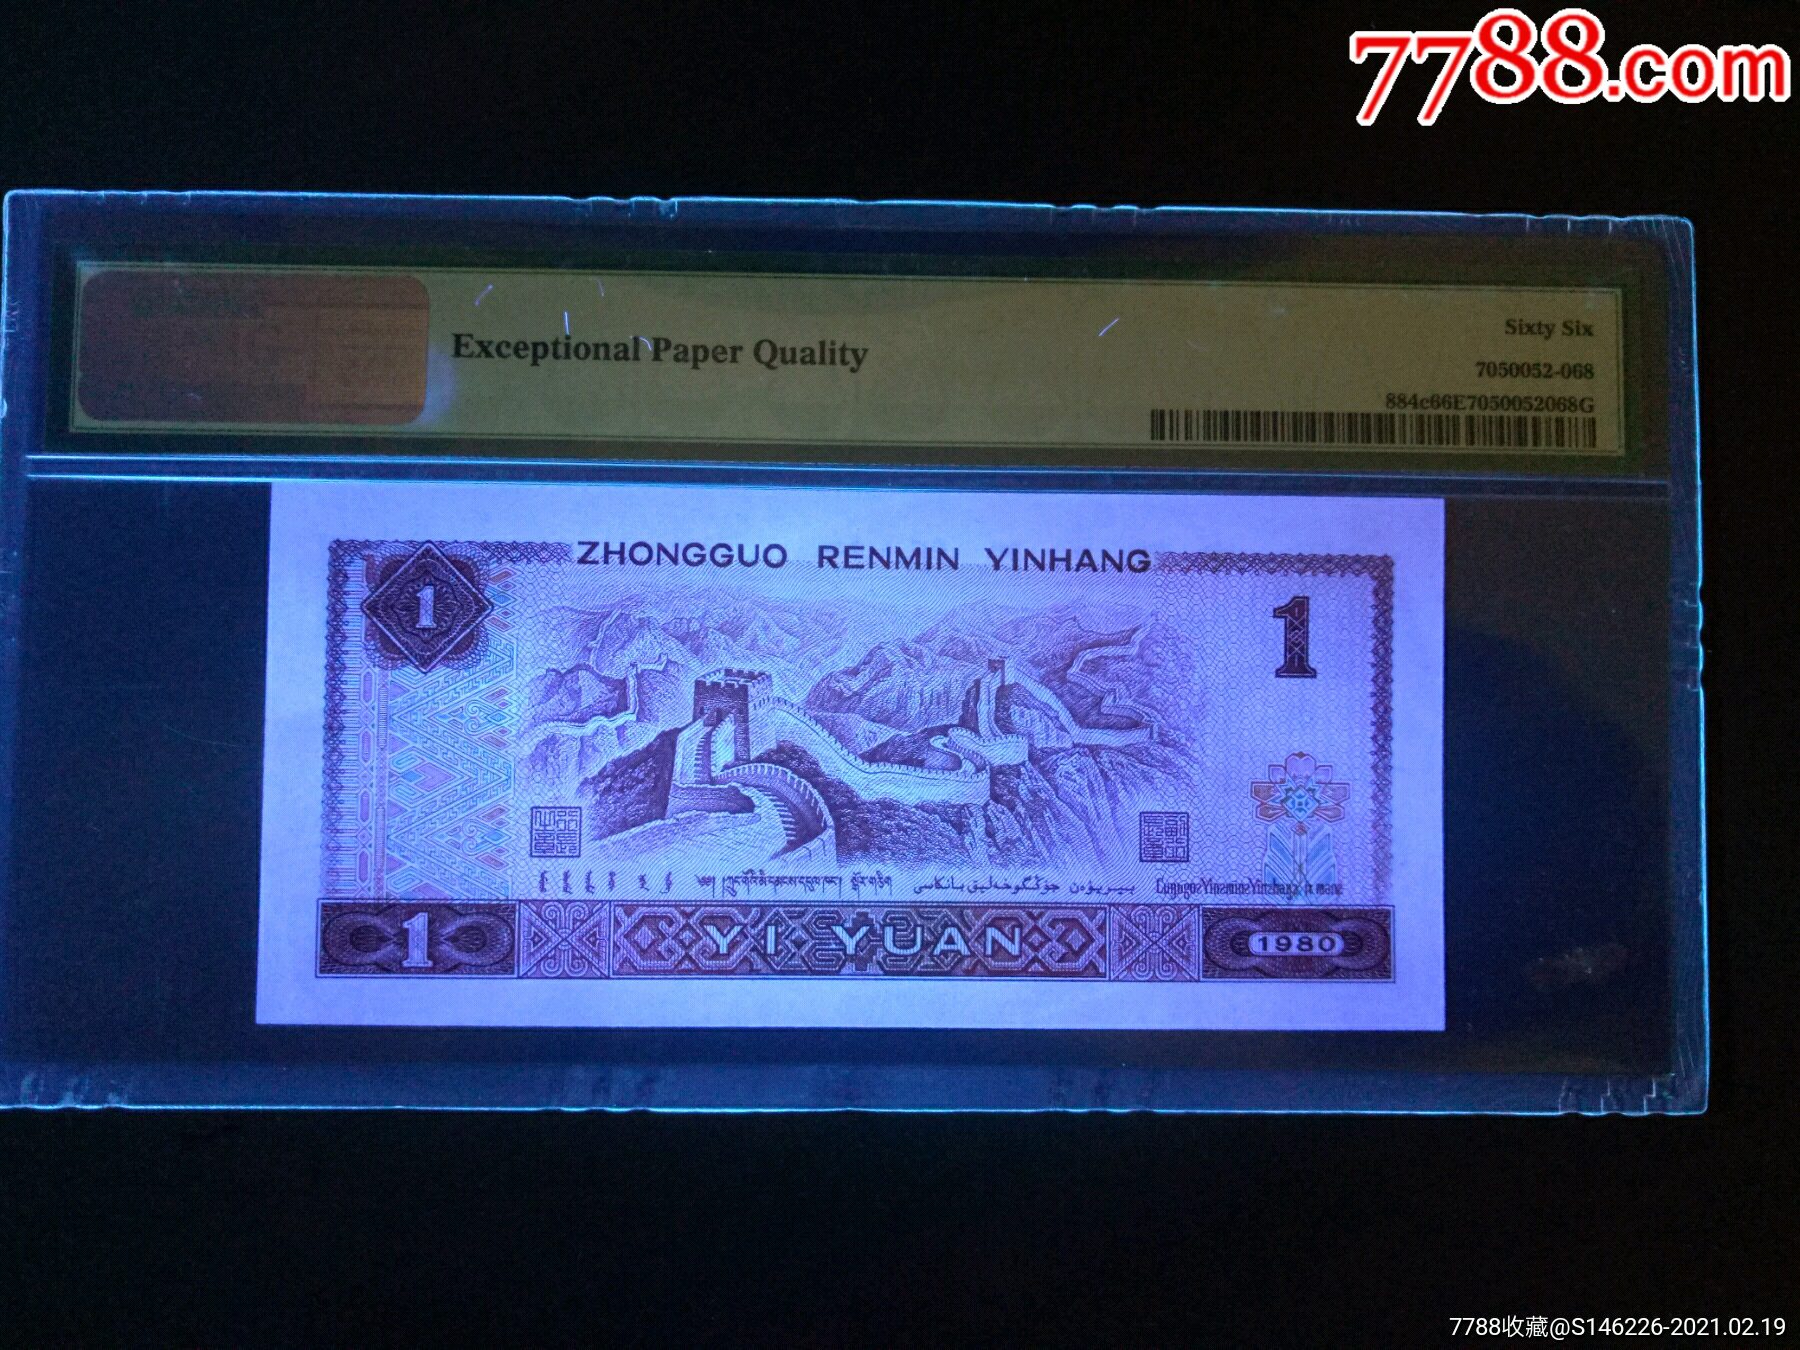 7788.com
Exceptional Paper Quality
Sixty Six
7050052-068
884c66E7050052068G
ZHONGGUO RENMIN YINHANG
1
1
1
YI YUAN
1980
7788收藏@S146226-2021.02.19